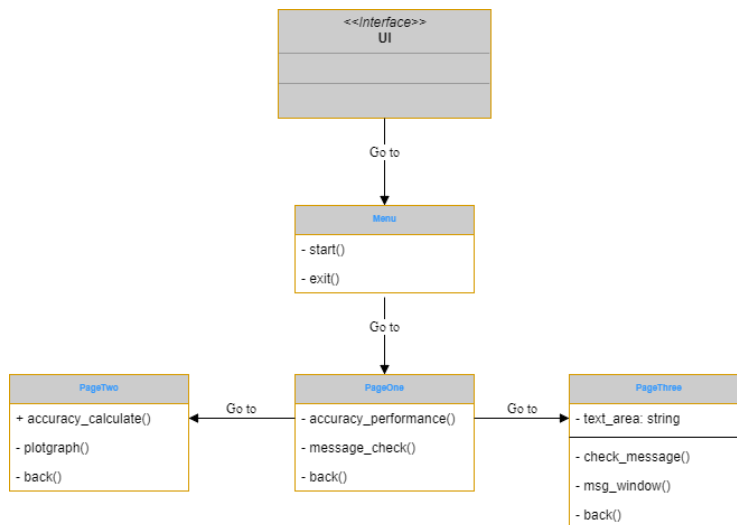 <<Interface>>
UI
Go to
Menu
- start()
- exit()
Go to
PageTwo
+ accuracy_calculate()
- plotgraph()
- back()
Go to
PageOne
- accuracy_performance()
- message_check()
- back()
Go to
PageThree
- text_area: string
- check_message()
- msg_window()
- back()